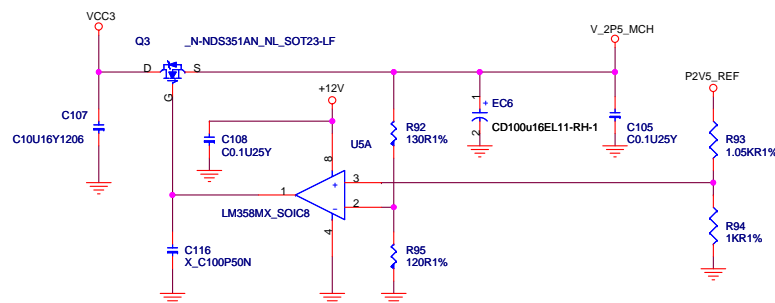 VCC3
Q3 _N-NDS351AN_NL_SOT23-LF
V_2P5_MCH
D S
G
P2V5_REF
+12V
C107
C10U16Y1206
C108
C0.1U25Y
U5A
R92
130R1%
1
+ EC6
2
CD100u16EL11-RH-1
C105
C0.1U25Y
R93
1.05KR1%
8
1
+
3
-
2
4
LM358MX_SOIC8
R94
1KR1%
C116
X_C100P50N
R95
120R1%